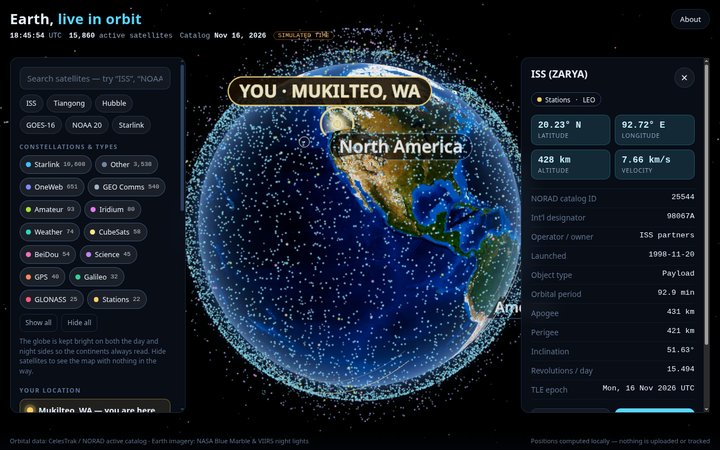 Earth, live in orbit
About
18:45:54 UTC 15,860 active satellites Catalog Nov 16, 2026 SIMULATED TIME
Search satellites — try "ISS", "NOAA
ISS
Tiangong
Hubble
GOES-16
NOAA 20
Starlink
CONSTELLATIONS & TYPES
Starlink 10,608
Other 3,538
OneWeb 651
GEO Comms 540
Amateur 93
Iridium 80
Weather 74
CubeSats 58
BeiDou 54
Science 45
GPS 40
Galileo 32
GLONASS 25
Stations 22
Show all
Hide all
The globe is kept bright on both the day and
night sides so the continents always read. Hide
satellites to see the map with nothing in the
way.
YOUR LOCATION
Mukilteo, WA — you are here
YOU · MUKILTEO, WA
North America
ISS (ZARYA)
×
Stations · LEO
20.23° N
LATITUDE
92.72° E
LONGITUDE
428 km
ALTITUDE
7.66 km/s
VELOCITY
NORAD catalog ID 25544
Int'l designator 98067A
Operator / owner ISS partners
Launched 1998-11-20
Object type Payload
Orbital period 92.9 min
Apogee 431 km
Perigee 421 km
Inclination 51.63°
Revolutions / day 15.494
TLE epoch Mon, 16 Nov 2026 UTC
Orbital data: CelesTrak / NORAD active catalog · Earth imagery: NASA Blue Marble & VIIRS night lights
Positions computed locally — nothing is uploaded or tracked